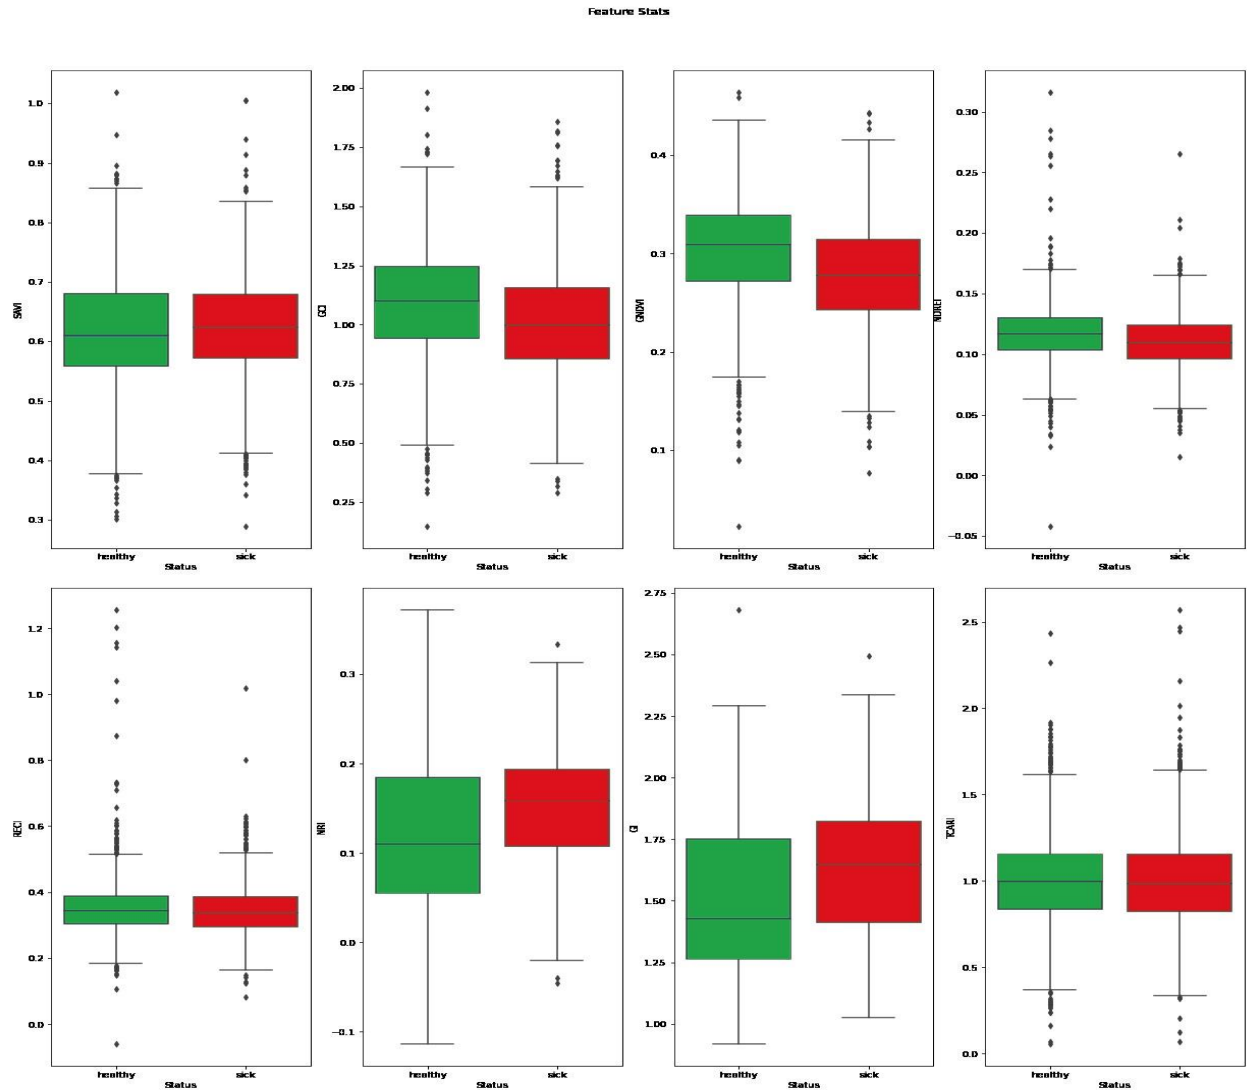 Feature Stats
1.0
0.9
0.8
0.7
0.6
0.5
0.4
0.3
SAVI
healthy
sick
Status
2.00
1.75
1.50
1.25
1.00
0.75
0.50
0.25
GCI
healthy
sick
Status
0.4
0.3
0.2
0.1
GNDVI
healthy
sick
Status
0.30
0.25
0.20
0.15
0.10
0.05
0.00
−0.05
NDREI
healthy
sick
Status
1.2
1.0
0.8
0.6
0.4
0.2
0.0
RECI
healthy
sick
Status
0.3
0.2
0.1
0.0
−0.1
NRI
healthy
sick
Status
2.75
2.50
2.25
2.00
1.75
1.50
1.25
1.00
GI
healthy
sick
Status
2.5
2.0
1.5
1.0
0.5
0.0
TCARI
healthy
sick
Status